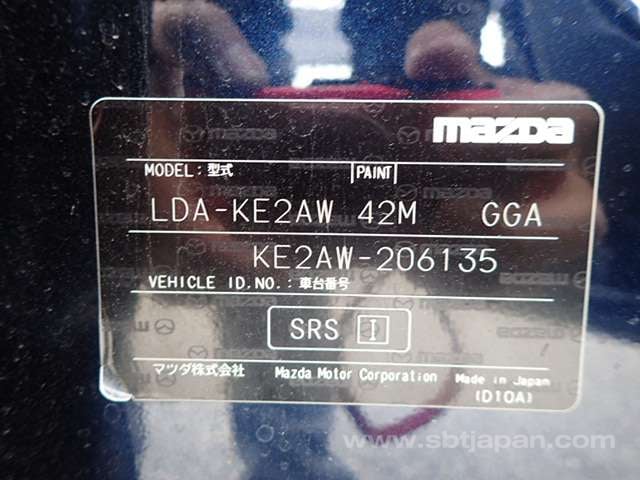 mazda
MODEL:型式 PAINT
LDA-KE2AW 42M GGA
KE2AW-206135
VEHICLE ID.NO.:車台番号
SRS I
マツダ株式会社 Mazda Motor Corporation Made in Japan
(D10A)
www.sbtjapan.com